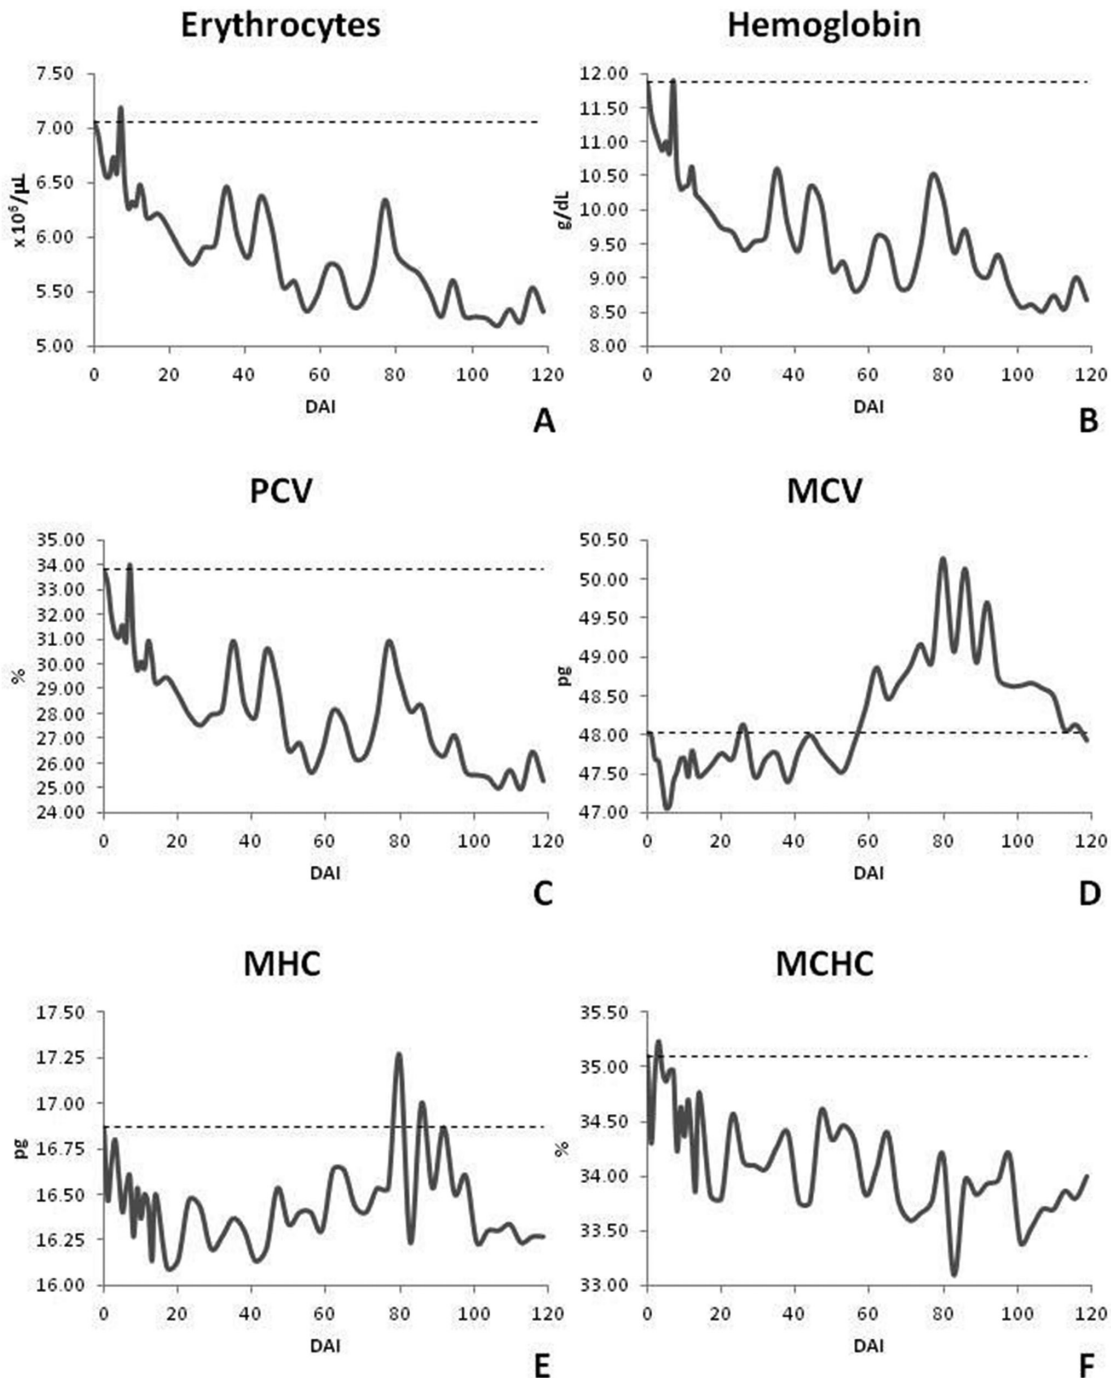 Erythrocytes
7.50
7.00
6.50
6.00
5.50
5.00
x 10⁶/µL
0 20 40 60 80 100 120
DAI
A
Hemoglobin
12.00
11.50
11.00
10.50
10.00
9.50
9.00
8.50
8.00
g/dL
0 20 40 60 80 100 120
DAI
B
PCV
35.00
34.00
33.00
32.00
31.00
30.00
29.00
28.00
27.00
26.00
25.00
24.00
%
0 20 40 60 80 100 120
DAI
C
MCV
50.50
50.00
49.50
49.00
48.50
48.00
47.50
47.00
pg
0 20 40 60 80 100 120
DAI
D
MHC
17.50
17.25
17.00
16.75
16.50
16.25
16.00
pg
0 20 40 60 80 100 120
DAI
E
MCHC
35.50
35.00
34.50
34.00
33.50
33.00
%
0 20 40 60 80 100 120
DAI
F